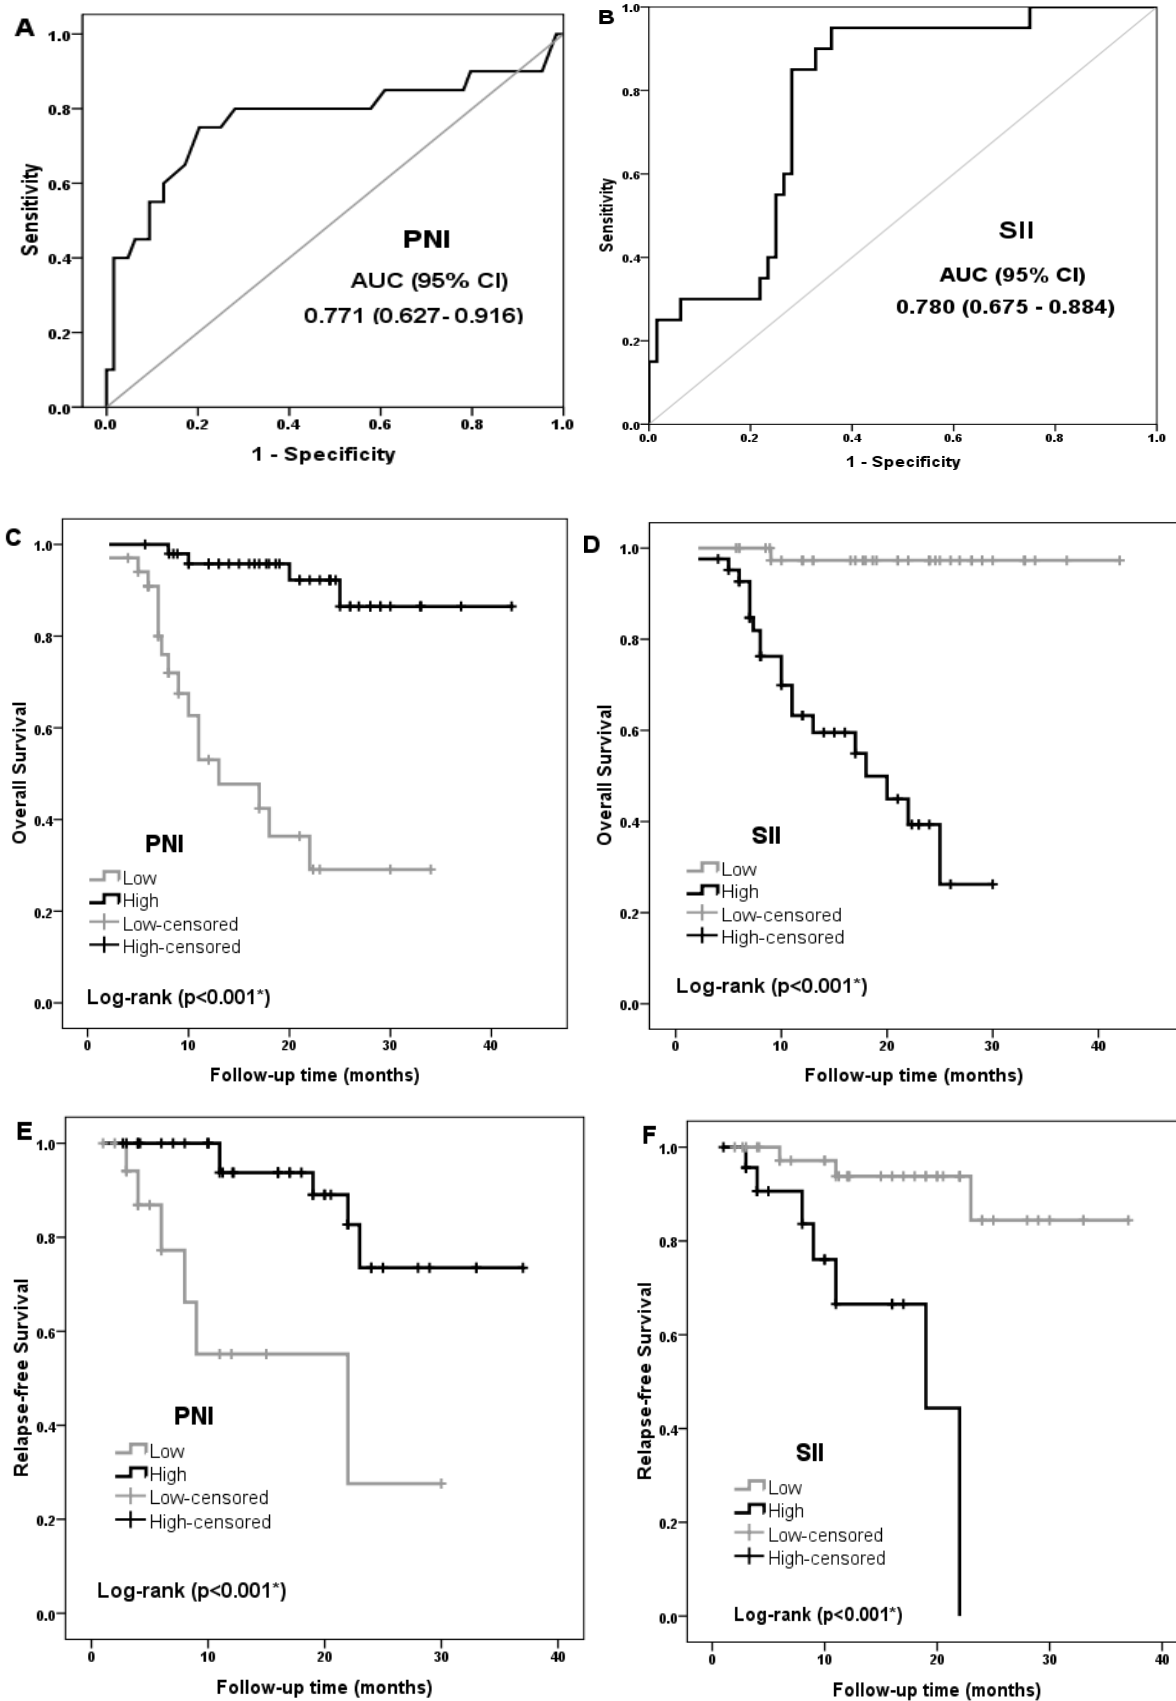 A
1.0
0.8
0.6
0.4
0.2
0.0
Sensitivity
PNI
AUC (95% CI)
0.771 (0.627- 0.916)
0.0 0.2 0.4 0.6 0.8 1.0
1 - Specificity
B
1.0
0.8
0.6
0.4
0.2
0.0
Sensitivity
SII
AUC (95% CI)
0.780 (0.675 - 0.884)
0.0 0.2 0.4 0.6 0.8 1.0
1 - Specificity
C
1.0
0.8
0.6
0.4
0.2
0.0
Overall Survival
PNI
Low
High
Low-censored
High-censored
Log-rank (p<0.001*)
0 10 20 30 40
Follow-up time (months)
D
1.0
0.8
0.6
0.4
0.2
0.0
Overall Survival
SII
Low
High
Low-censored
High-censored
Log-rank (p<0.001*)
0 10 20 30 40
Follow-up time (months)
E
1.0
0.8
0.6
0.4
0.2
0.0
Relapse-free Survival
PNI
Low
High
Low-censored
High-censored
Log-rank (p<0.001*)
0 10 20 30 40
Follow-up time (months)
F
1.0
0.8
0.6
0.4
0.2
0.0
Relapse-free Survival
SII
Low
High
Low-censored
High-censored
Log-rank (p<0.001*)
0 10 20 30 40
Follow-up time (months)